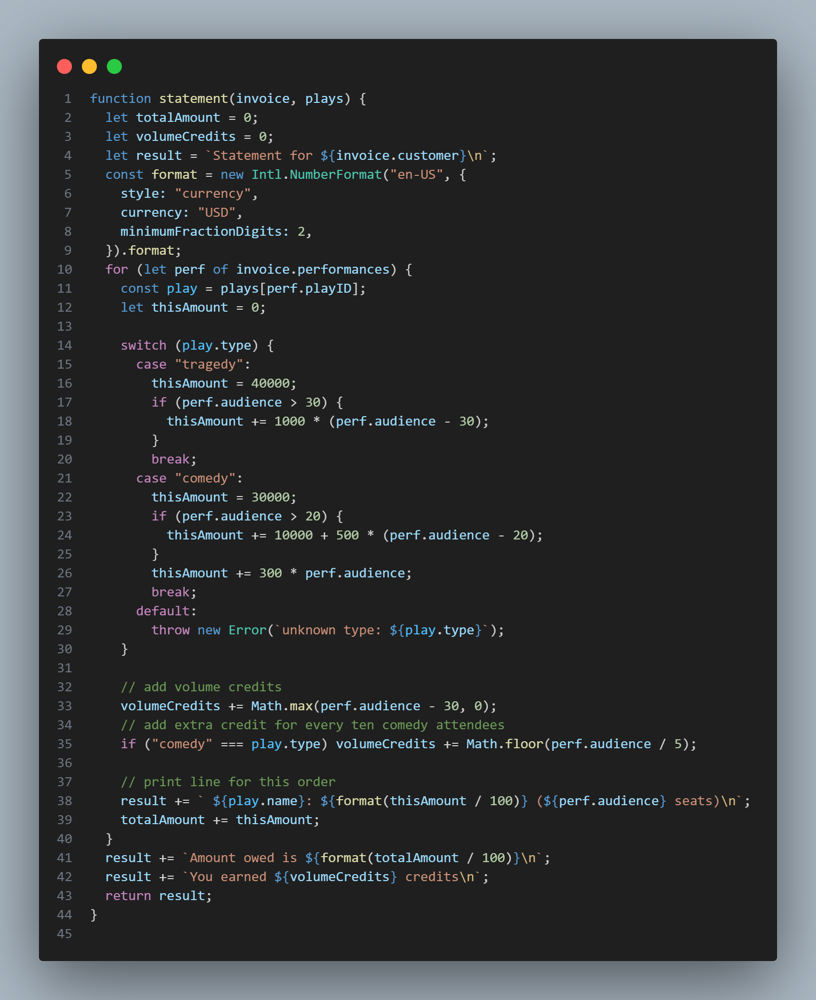 1 function statement(invoice, plays) {
2   let totalAmount = 0;
3   let volumeCredits = 0;
4   let result = `Statement for ${invoice.customer}\n`;
5   const format = new Intl.NumberFormat("en-US", {
6     style: "currency",
7     currency: "USD",
8     minimumFractionDigits: 2,
9   }).format;
10   for (let perf of invoice.performances) {
11     const play = plays[perf.playID];
12     let thisAmount = 0;
13
14     switch (play.type) {
15       case "tragedy":
16         thisAmount = 40000;
17         if (perf.audience > 30) {
18           thisAmount += 1000 * (perf.audience - 30);
19         }
20         break;
21       case "comedy":
22         thisAmount = 30000;
23         if (perf.audience > 20) {
24           thisAmount += 10000 + 500 * (perf.audience - 20);
25         }
26         thisAmount += 300 * perf.audience;
27         break;
28       default:
29         throw new Error(`unknown type: ${play.type}`);
30     }
31
32     // add volume credits
33     volumeCredits += Math.max(perf.audience - 30, 0);
34     // add extra credit for every ten comedy attendees
35     if ("comedy" === play.type) volumeCredits += Math.floor(perf.audience / 5);
36
37     // print line for this order
38     result += ` ${play.name}: ${format(thisAmount / 100)} (${perf.audience} seats)\n`;
39     totalAmount += thisAmount;
40   }
41   result += `Amount owed is ${format(totalAmount / 100)}\n`;
42   result += `You earned ${volumeCredits} credits\n`;
43   return result;
44 }
45